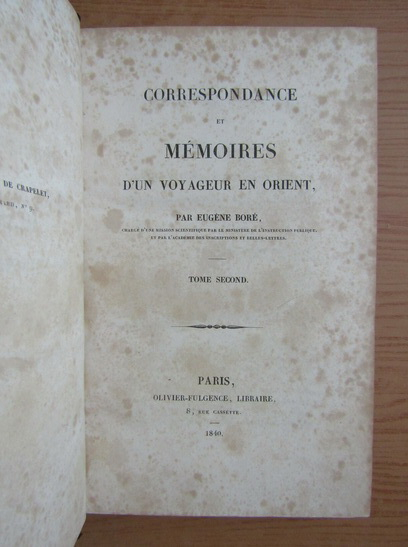 DE CRAPELET,
CORRESPONDANCE
ET
MÉMOIRES
D'UN VOYAGEUR EN ORIENT,
PAR EUGÈNE BORÉ,
CHARGÉ D'UNE MISSION SCIENTIFIQUE PAR LE MINISTÈRE DE L'INSTRUCTION PUBLIQUE,
ET PAR L'ACADÉMIE DES INSCRIPTIONS ET BELLES-LETTRES.
TOME SECOND.
PARIS,
OLIVIER-FULGENCE, LIBRAIRE,
8, RUE CASSETTE.
1840.